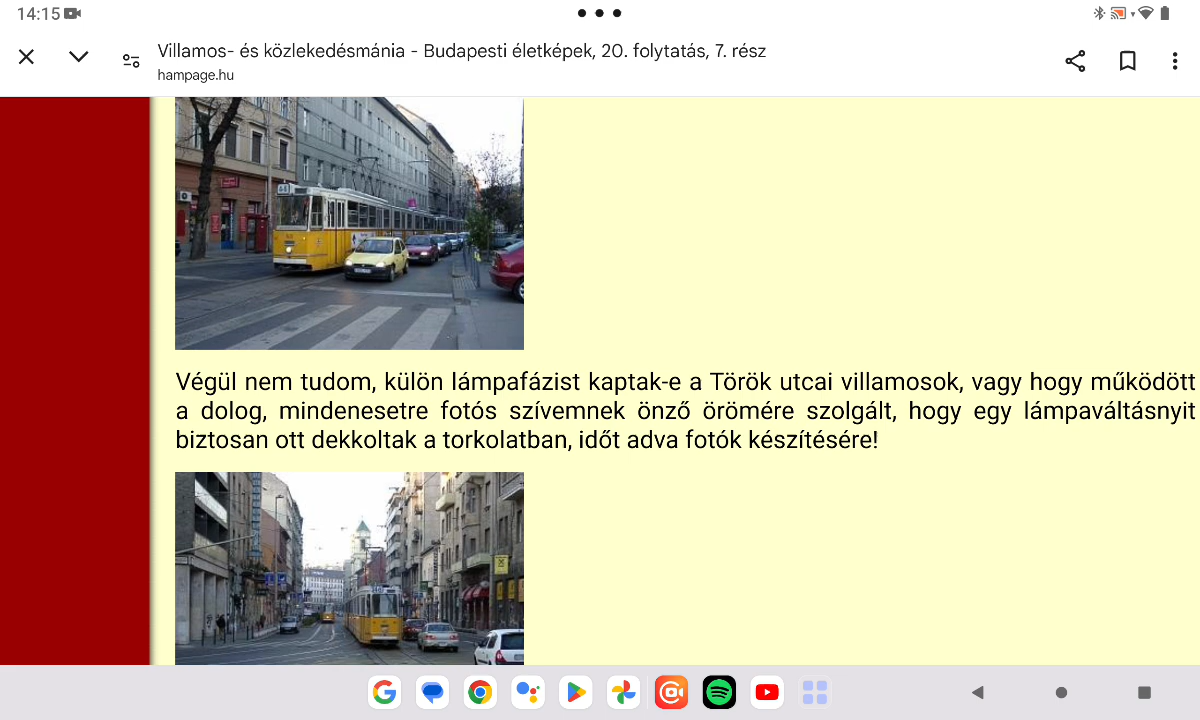 14:15
Villamos- és közlekedésmánia - Budapesti életképek, 20. folytatás, 7. rész
hampage.hu
Végül nem tudom, külön lámpafázist kaptak-e a Török utcai villamosok, vagy hogy működött
a dolog, mindenesetre fotós szívemnek önző örömére szolgált, hogy egy lámpaváltásnyit
biztosan ott dekkoltak a torkolatban, időt adva fotók készítésére!